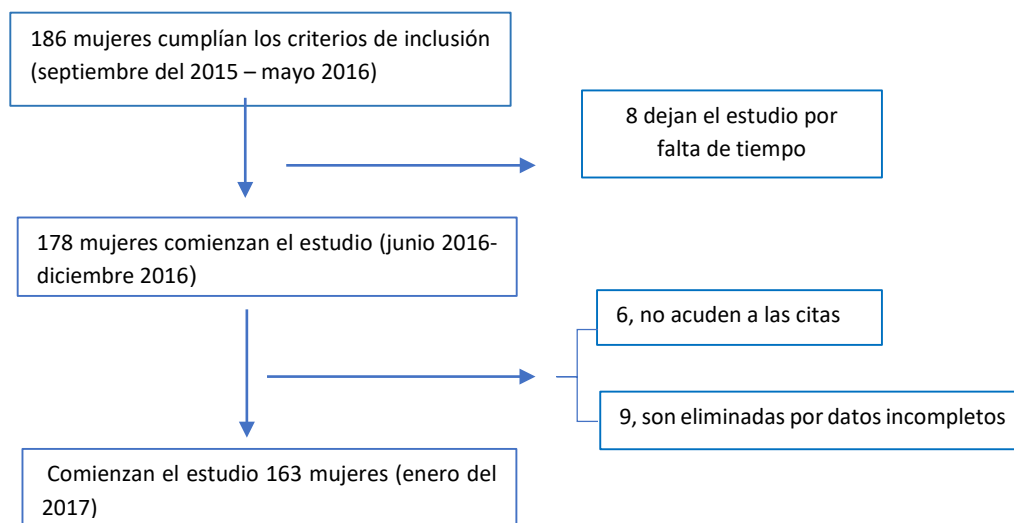 186 mujeres cumplían los criterios de inclusión
(septiembre del 2015 – mayo 2016)
8 dejan el estudio por
falta de tiempo
178 mujeres comienzan el estudio (junio 2016-
diciembre 2016)
6, no acuden a las citas
9, son eliminadas por datos incompletos
Comienzan el estudio 163 mujeres (enero del
2017)